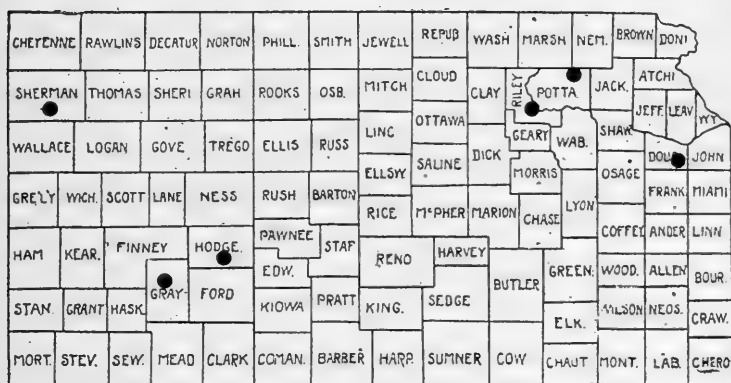 CHEYENNE RAWLINS DECATUR NORTON PHILL. SMITH JEWELL REPUB WASH MARSH NEM. BROWN DONI
SHERMAN THOMAS SHERI GRAH ROOKS OSB. MITCH CLOUD CLAY RILEY POTTA. JACK. ATCHI
JEFF. LEAV WY.
WALLACE LOGAN GOVE TREGO ELLIS RUSS LINC OTTAWA DICK GEARY WAB. SHAW. DOUG JOHN
GRE'LY WICH. SCOTT LANE NESS RUSH BARTON ELLSW SALINE MORRIS OSAGE FRANK MIAMI
RICE McPHER MARION CHASE LYON
HAM KEAR. FINNEY HODGE. PAWNEE STAF RENO HARVEY COFFEY ANDER LINN
EDW. BUTLER GREEN. WOOD. ALLEN BOUR.
GRAY FORD
STAN. GRANT HASK. KIOWA PRATT KING. SEDGE ELK. WILSON NEOS. CRAW.
MORT. STEV. SEW. MEAD CLARK COMAN. BARBER HARP. SUMNER COW CHAUT MONT. LAB. CHERO